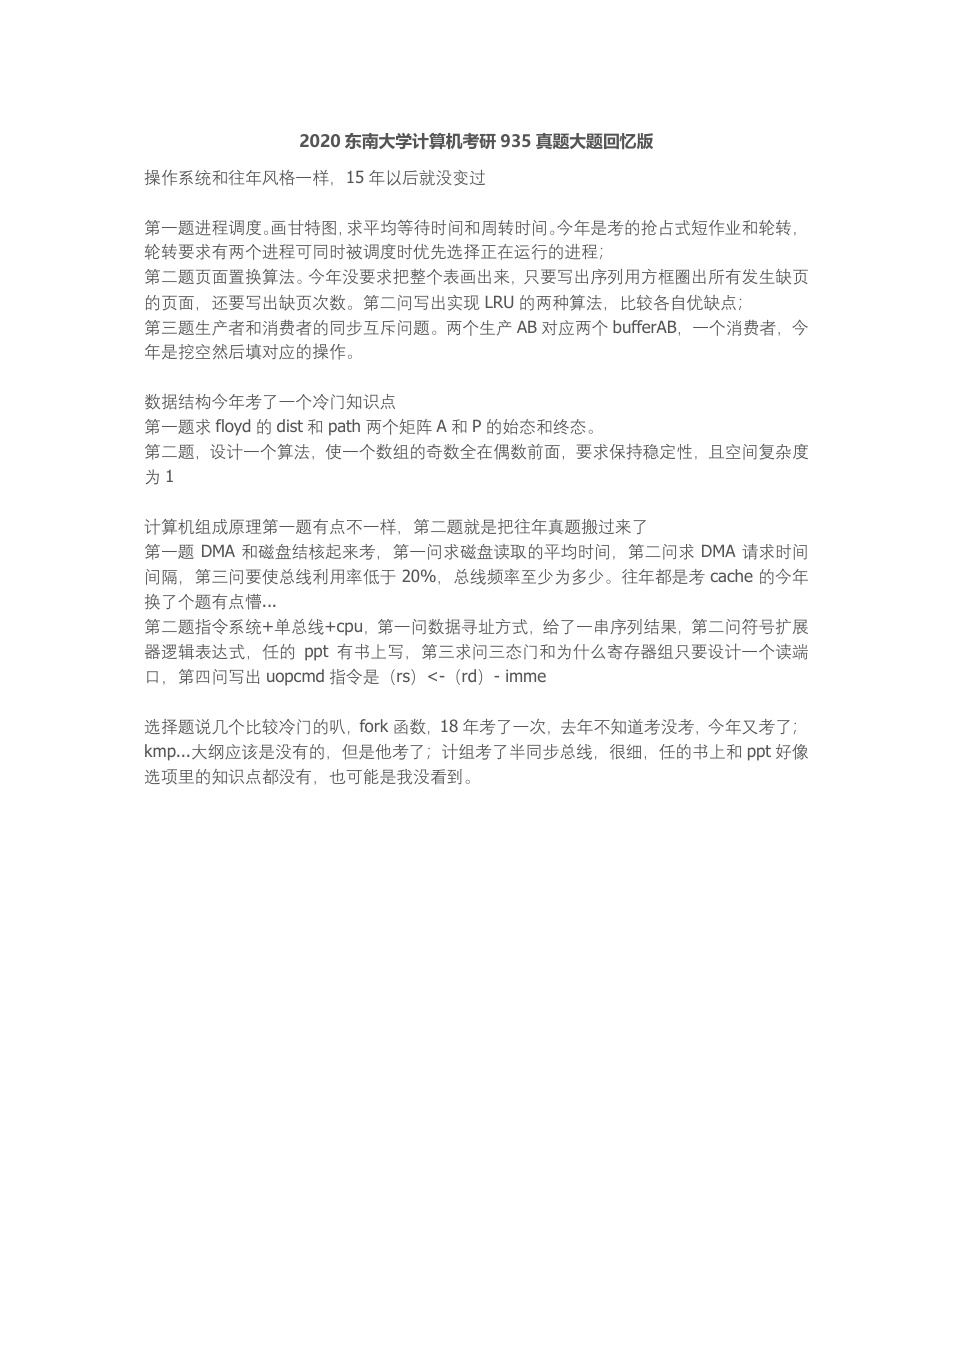 2020 东南大学计算机考研 935 真题大题回忆版
操作系统和往年风格一样，15 年以后就没变过
第一题进程调度。画甘特图，求平均等待时间和周转时间。今年是考的抢占式短作业和轮转，
轮转要求有两个进程可同时被调度时优先选择正在运行的进程；
第二题页面置换算法。今年没要求把整个表画出来，只要写出序列用方框圈出所有发生缺页
的页面，还要写出缺页次数。第二问写出实现 LRU 的两种算法，比较各自优缺点；
第三题生产者和消费者的同步互斥问题。两个生产 AB 对应两个 bufferAB，一个消费者，今
年是挖空然后填对应的操作。
数据结构今年考了一个冷门知识点
第一题求 floyd 的 dist 和 path 两个矩阵 A 和 P 的始态和终态。
第二题，设计一个算法，使一个数组的奇数全在偶数前面，要求保持稳定性，且空间复杂度
为 1
计算机组成原理第一题有点不一样，第二题就是把往年真题搬过来了
第一题 DMA 和磁盘结核起来考，第一问求磁盘读取的平均时间，第二问求 DMA 请求时间
间隔，第三问要使总线利用率低于 20%，总线频率至少为多少。往年都是考 cache 的今年
换了个题有点懵...
第二题指令系统+单总线+cpu，第一问数据寻址方式，给了一串序列结果，第二问符号扩展
器逻辑表达式，任的 ppt 有书上写，第三求问三态门和为什么寄存器组只要设计一个读端
口，第四问写出 uopcmd 指令是（rs）<-（rd）- imme
选择题说几个比较冷门的叭，fork 函数，18 年考了一次，去年不知道考没考，今年又考了；
kmp...大纲应该是没有的，但是他考了；计组考了半同步总线，很细，任的书上和 ppt 好像
选项里的知识点都没有，也可能是我没看到。